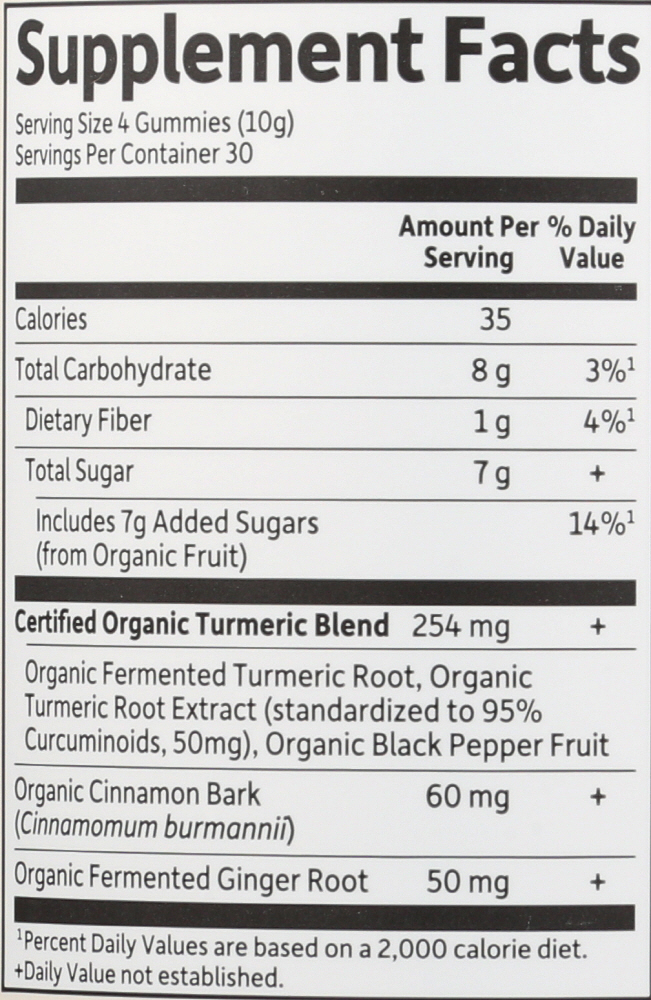 Supplement Facts
Serving Size 4 Gummies (10g)
Servings Per Container 30
Amount Per % Daily
Serving Value
Calories 35
Total Carbohydrate 8 g 3%¹
Dietary Fiber 1 g 4%¹
Total Sugar 7 g +
Includes 7g Added Sugars 14%¹
(from Organic Fruit)
Certified Organic Turmeric Blend 254 mg +
Organic Fermented Turmeric Root, Organic
Turmeric Root Extract (standardized to 95%
Curcuminoids, 50mg), Organic Black Pepper Fruit
Organic Cinnamon Bark 60 mg +
(Cinnamomum burmannii)
Organic Fermented Ginger Root 50 mg +
¹Percent Daily Values are based on a 2,000 calorie diet.
+Daily Value not established.